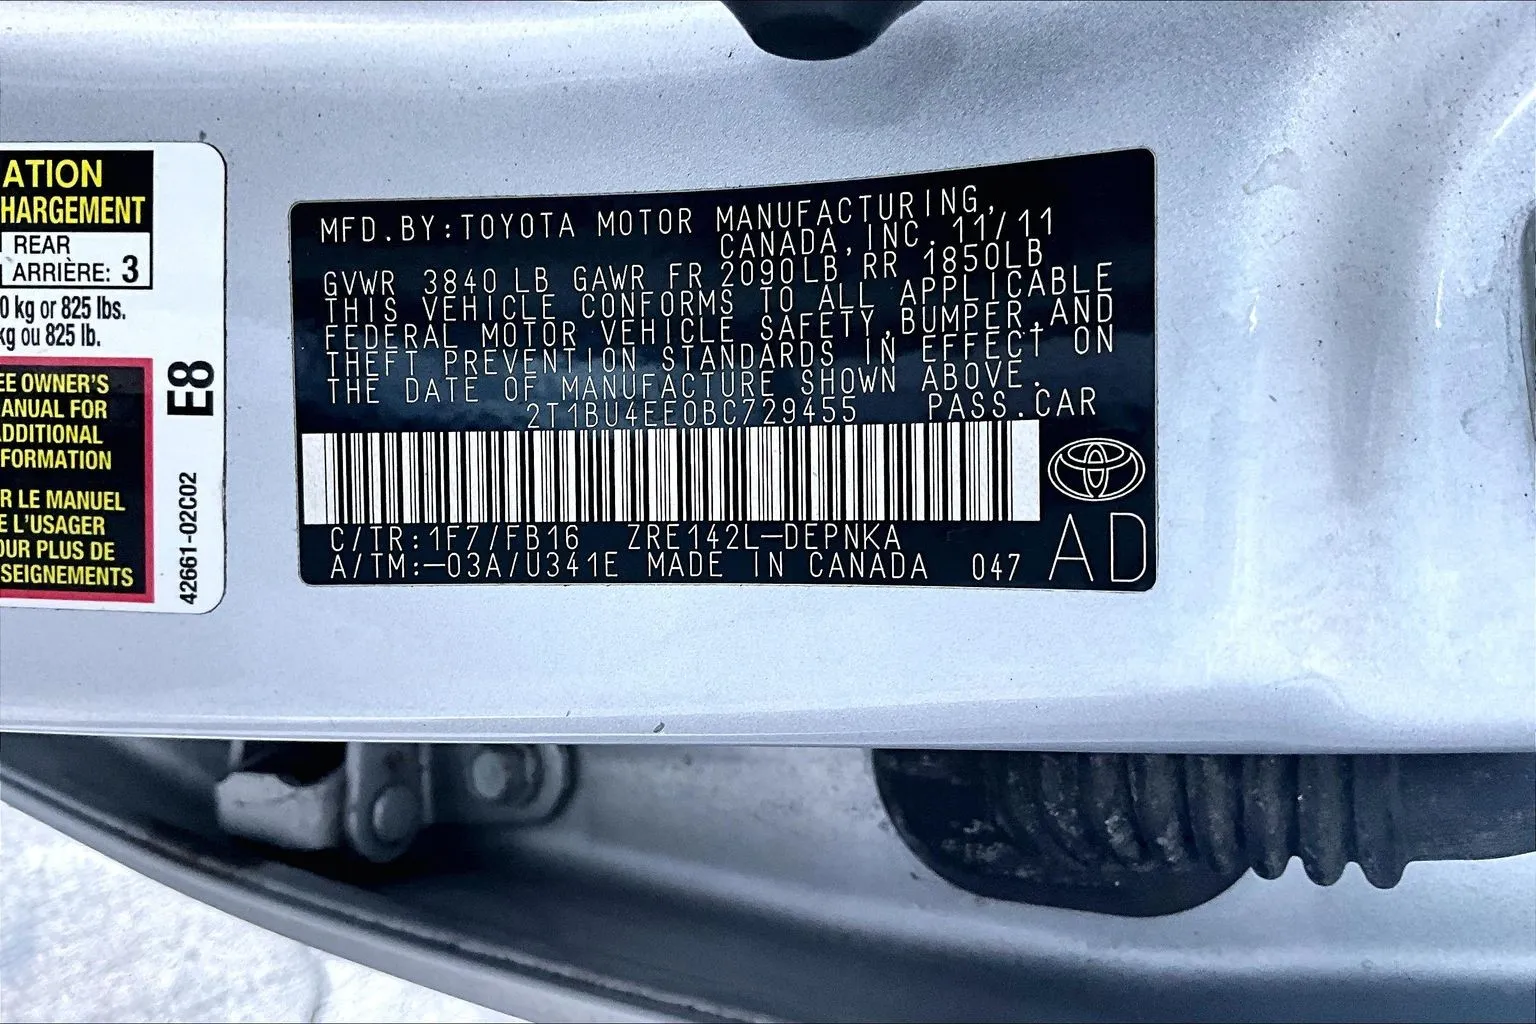 ATION
HARGEMENT
REAR
ARRIÈRE: 3
0 kg or 825 lbs.
kg ou 825 lb.
EE OWNER'S
ANUAL FOR
DDITIONAL
FORMATION
R LE MANUEL
E L'USAGER
OUR PLUS DE
SEIGNEMENTS
E8
42661-02C02
MFD.BY:TOYOTA MOTOR MANUFACTURING,
CANADA,INC. 11/11
GVWR 3840LB GAWR FR 2090LB RR 1850LB
THIS VEHICLE CONFORMS TO ALL APPLICABLE
FEDERAL MOTOR VEHICLE SAFETY,BUMPER,AND
THEFT PREVENTION STANDARDS IN EFFECT ON
THE DATE OF MANUFACTURE SHOWN ABOVE.
2T1BU4EE0BC729455 PASS.CAR
C/TR:1F7/FB16 ZRE142L-DEPNKA
A/TM:-03A/U341E MADE IN CANADA 047
AD